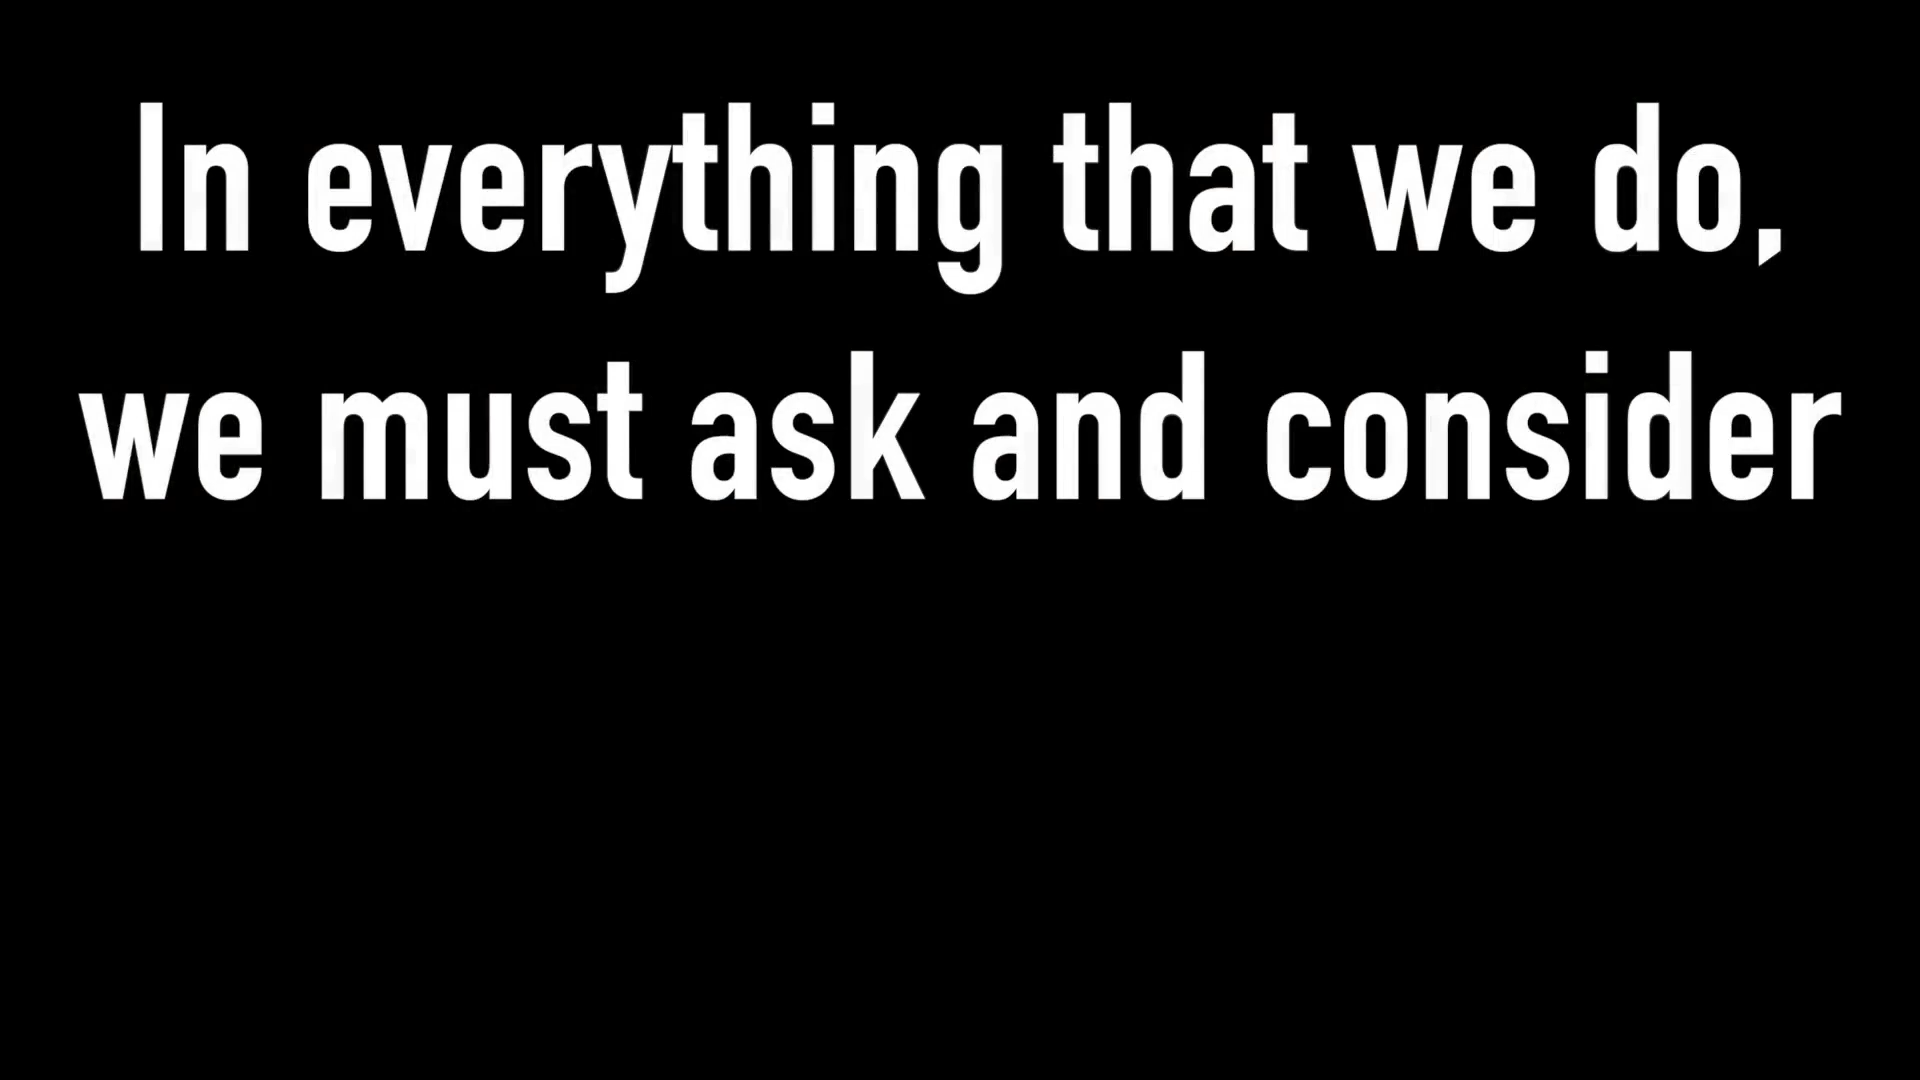 In everything that we do,
we must ask and consider